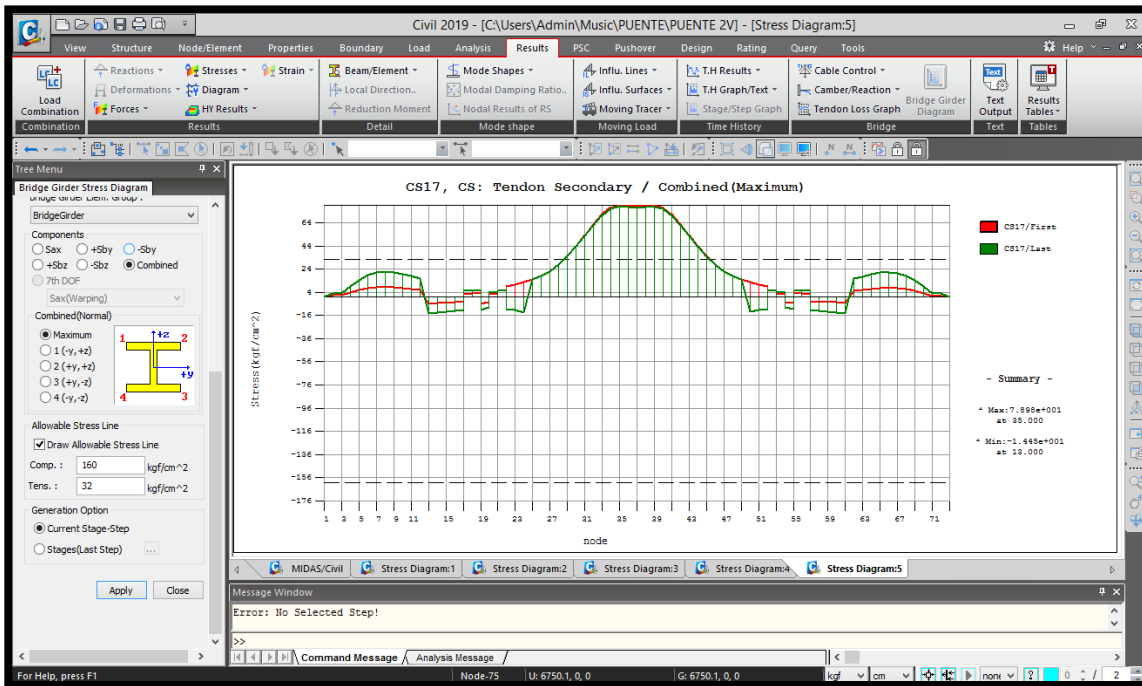 Civil 2019 - [C:\Users\Admin\Music\PUENTE\PUENTE 2V] - [Stress Diagram:5]
View Structure Node/Element Properties Boundary Load Analysis Results PSC Pushover Design Rating Query Tools Help
Reactions Stresses Strain Beam/Element Mode Shapes Influ. Lines T.H Results Cable Control
Deformations Diagram Local Direction.. Modal Damping Ratio.. Influ. Surfaces T.H Graph/Text Camber/Reaction
Forces HY Results Reduction Moment Nodal Results of RS Moving Tracer Stage/Step Graph Tendon Loss Graph
Load Combination
Bridge Girder Diagram
Text Output
Results Tables
Combination Results Detail Mode shape Moving Load Time History Bridge Text Tables
Tree Menu
Bridge Girder Stress Diagram
Bridge Girder Elem. Group :
BridgeGirder
Components
Sax +Sby -Sby
+Sbz -Sbz Combined
7th DOF
Sax(Warping)
Combined(Normal)
Maximum
1 (-y,+z)
2 (+y,+z)
3 (+y,-z)
4 (-y,-z)
1 +z 2
+y
4 3
Allowable Stress Line
Draw Allowable Stress Line
Comp. : 160 kgf/cm^2
Tens. : 32 kgf/cm^2
Generation Option
Current Stage-Step
Stages(Last Step) ...
Apply Close
CS17, CS: Tendon Secondary / Combined(Maximum)
CS17/First
CS17/Last
Stress(kgf/cm^2)
64
44
24
4
-16
-36
-56
-76
-96
-116
-136
-156
-176
1 3 5 7 9 11 15 17 19 23 27 31 35 39 43 47 51 55 59 63 67 71
node
- Summary -
* Max:7.898e+001
at 35.000
* Min:-1.445e+001
at 13.000
MIDAS/Civil Stress Diagram:1 Stress Diagram:2 Stress Diagram:3 Stress Diagram:4 Stress Diagram:5
Message Window
Error: No Selected Step!
>>
Command Message Analysis Message
For Help, press F1 Node-75 U: 6750.1, 0, 0 G: 6750.1, 0, 0 kgf cm none ? 0 / 2